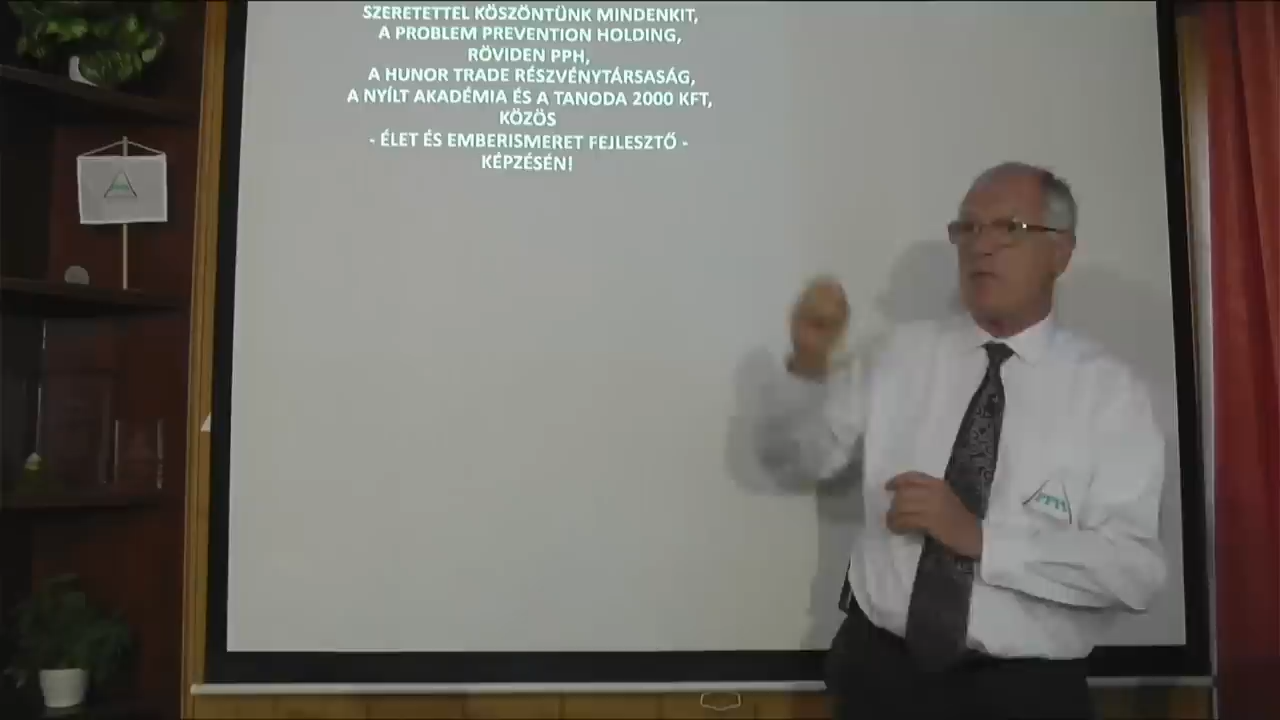 SZERETETTEL KÖSZÖNTÜNK MINDENKIT,
A PROBLEM PREVENTION HOLDING,
RÖVIDEN PPH,
A HUNOR TRADE RÉSZVÉNYTÁRSASÁG,
A NYÍLT AKADÉMIA ÉS A TANODA 2000 KFT,
KÖZÖS
- ÉLET ÉS EMBERISMERET FEJLESZTŐ -
KÉPZÉSÉN!
PPH